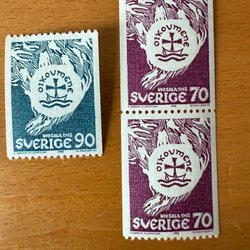 OIKOUMENE
UPPSALA 1968
SVERIGE 90
OIKOUMENE
UPPSALA 1968
SVERIGE 70
OIKOUMENE
UPPSALA 1968
SVERIGE 70